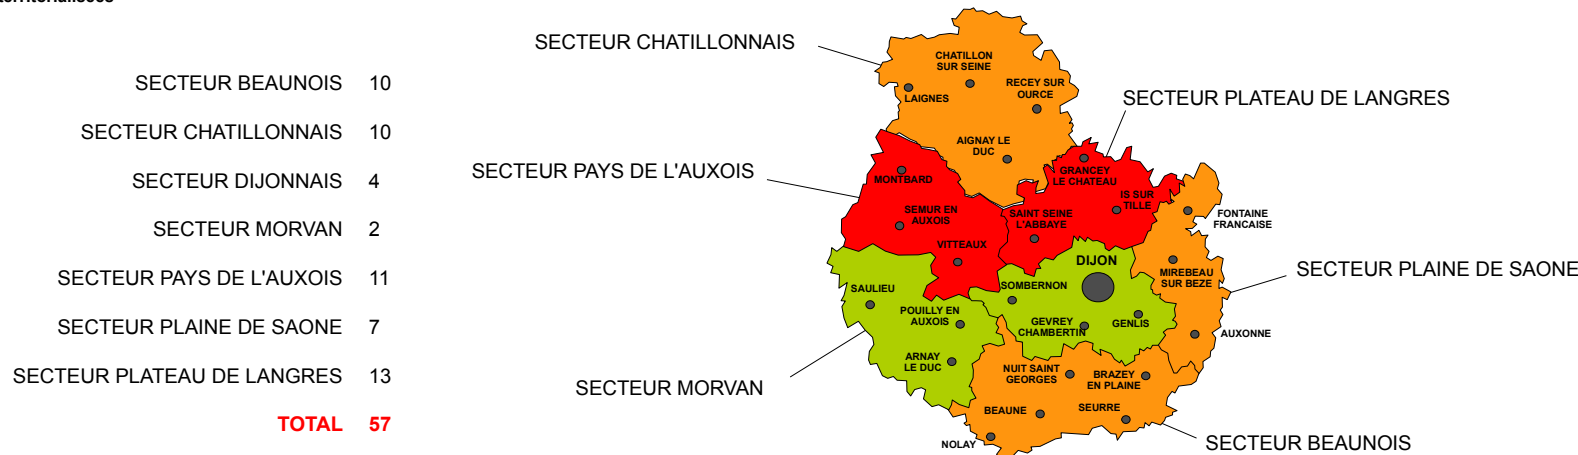 territorialisées
SECTEUR BEAUNOIS 10
SECTEUR CHATILLONNAIS 10
SECTEUR DIJONNAIS 4
SECTEUR MORVAN 2
SECTEUR PAYS DE L'AUXOIS 11
SECTEUR PLAINE DE SAONE 7
SECTEUR PLATEAU DE LANGRES 13
TOTAL 57
SECTEUR CHATILLONNAIS
CHATILLON
SUR SEINE
LAIGNES
RECEY SUR
OURCE
SECTEUR PLATEAU DE LANGRES
AIGNAY LE
DUC
SECTEUR PAYS DE L'AUXOIS
MONTBARD
GRANCEY
LE CHATEAU
IS SUR
TILLE
SEMUR EN
AUXOIS
SAINT SEINE
L'ABBAYE
FONTAINE
FRANCAISE
VITTEAUX
DIJON
MIREBEAU
SUR BEZE
SECTEUR PLAINE DE SAONE
SAULIEU
SOMBERNON
POUILLY EN
AUXOIS
GEVREY
CHAMBERTIN
GENLIS
AUXONNE
ARNAY
LE DUC
NUIT SAINT
GEORGES
BRAZEY
EN PLAINE
SECTEUR MORVAN
BEAUNE
SEURRE
NOLAY
SECTEUR BEAUNOIS